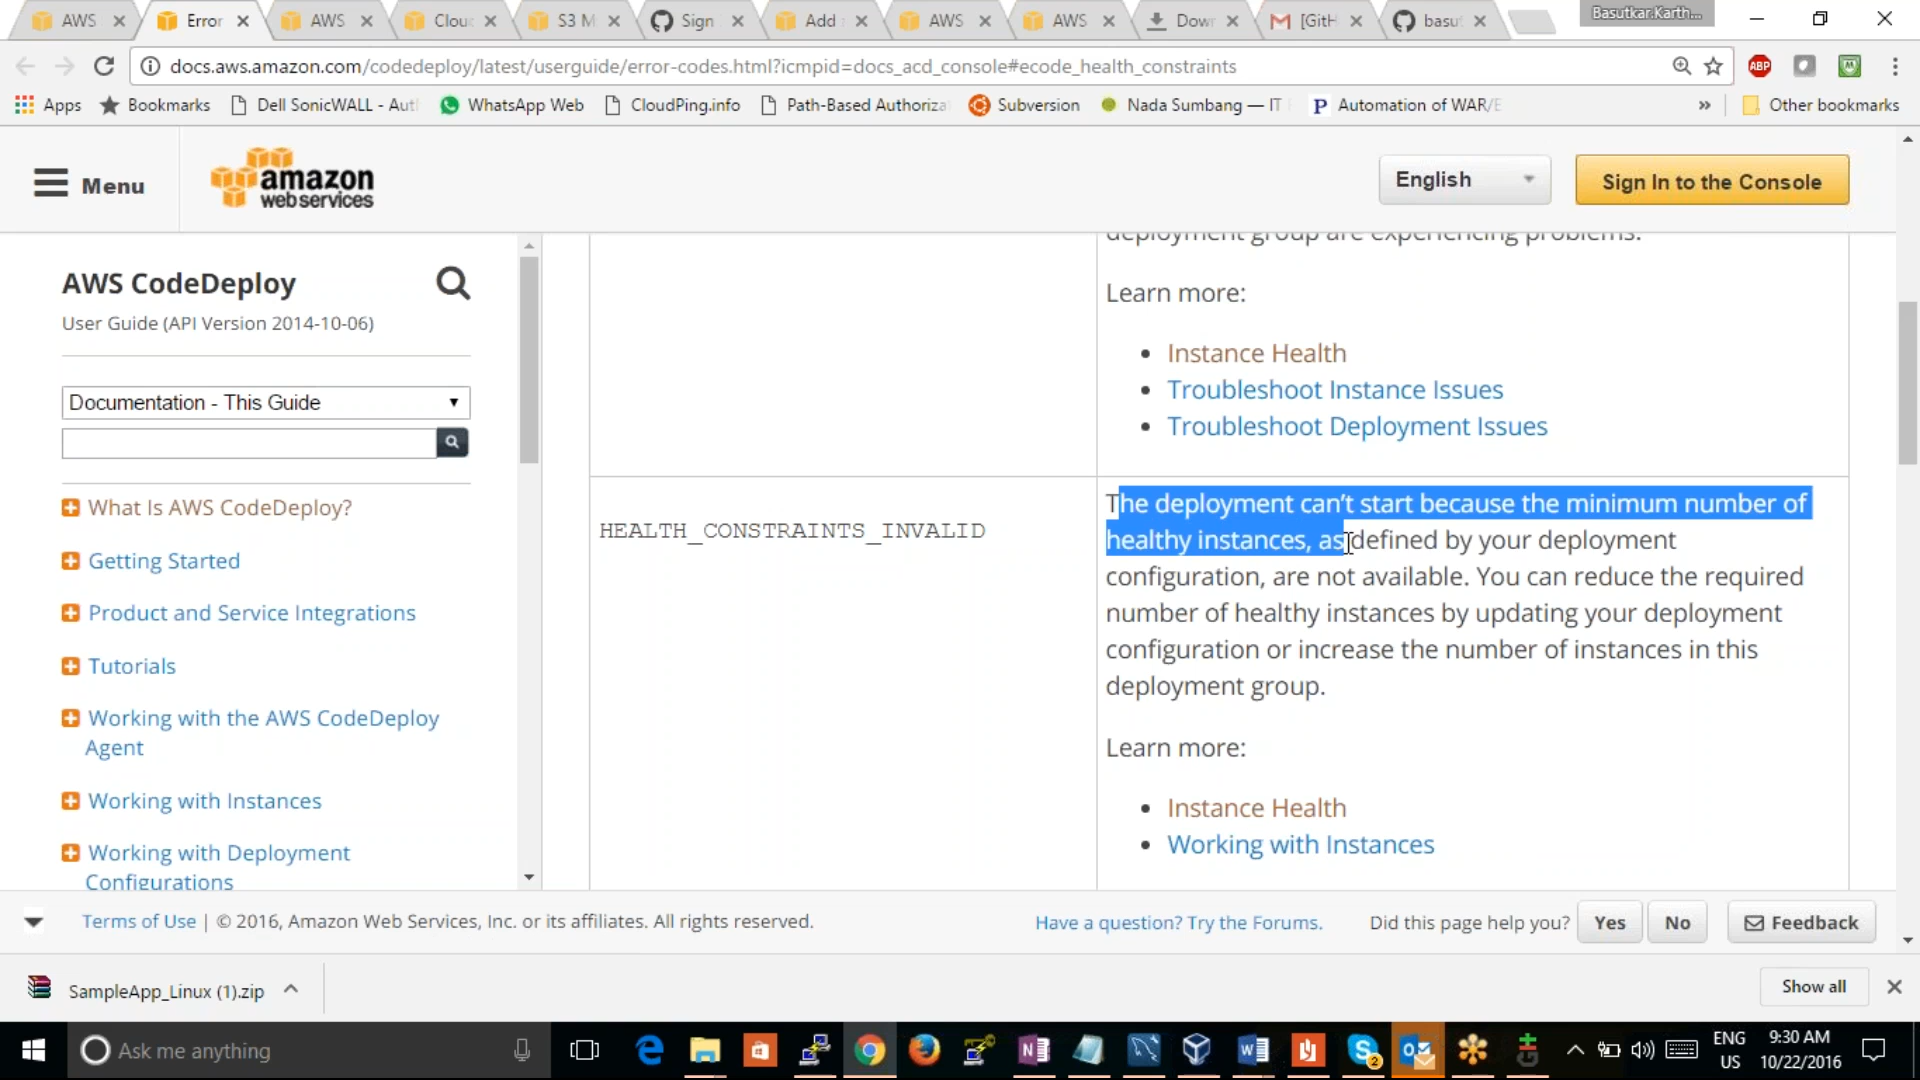 AWS
Error
AWS
Clou
S3 M
Sign
Add
AWS
AWS
Dow
[GitH
basu
Basutkar.Karth...
docs.aws.amazon.com/codedeploy/latest/userguide/error-codes.html?icmpid=docs_acd_console#ecode_health_constraints
ABP
Apps
Bookmarks
Dell SonicWALL - Aut
WhatsApp Web
CloudPing.info
Path-Based Authoriza
Subversion
Nada Sumbang — IT
Automation of WAR/E
»
Other bookmarks
Menu
amazon
web services
English
Sign In to the Console
AWS CodeDeploy
User Guide (API Version 2014-10-06)
Documentation - This Guide
What Is AWS CodeDeploy?
Getting Started
Product and Service Integrations
Tutorials
Working with the AWS CodeDeploy
Agent
Working with Instances
Working with Deployment
Configurations
deployment group are experiencing problems.
Learn more:
• Instance Health
• Troubleshoot Instance Issues
• Troubleshoot Deployment Issues
HEALTH_CONSTRAINTS_INVALID
The deployment can’t start because the minimum number of
healthy instances, as defined by your deployment
configuration, are not available. You can reduce the required
number of healthy instances by updating your deployment
configuration or increase the number of instances in this
deployment group.
Learn more:
• Instance Health
• Working with Instances
Terms of Use | © 2016, Amazon Web Services, Inc. or its affiliates. All rights reserved.
Have a question? Try the Forums.
Did this page help you?
Yes
No
Feedback
SampleApp_Linux (1).zip
Show all
Ask me anything
ENG
US
9:30 AM
10/22/2016